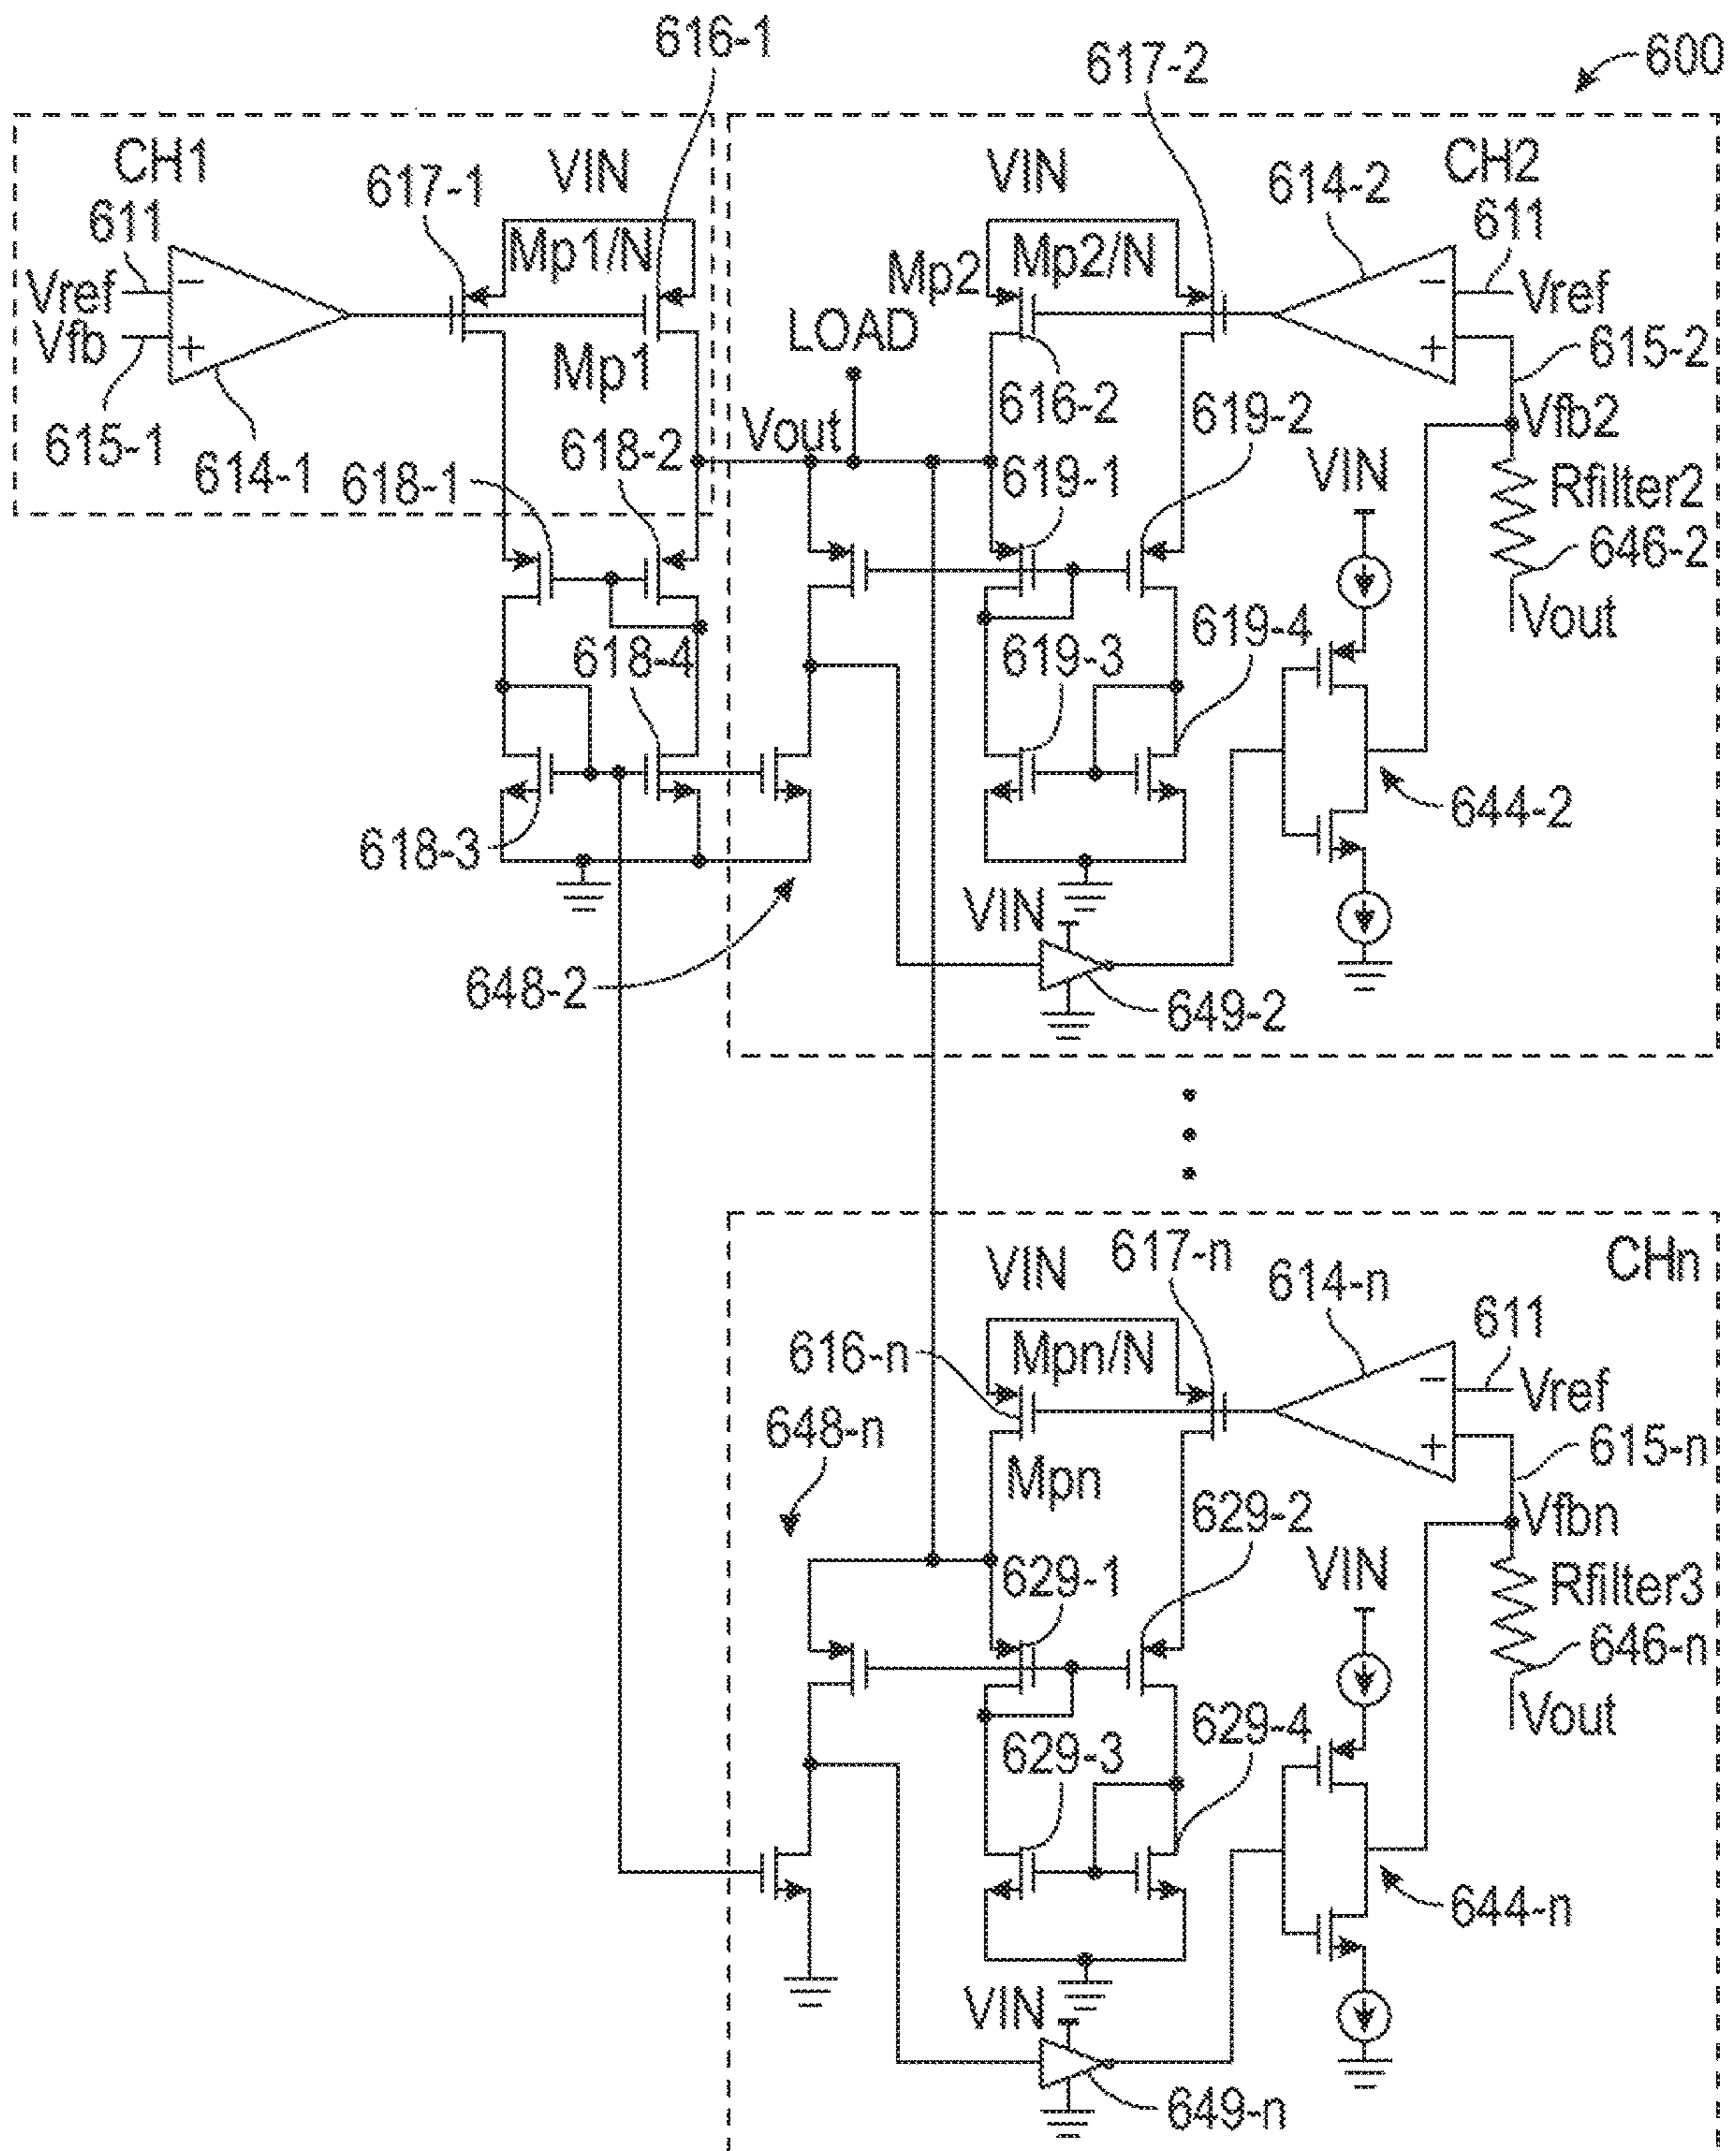 600
616-1
617-2
CH1
617-1
VIN
611
Vref
Vfb
−
+
Mp1/N
Mp1
615-1
614-1
618-1
618-2
618-4
618-3
648-2
VIN
614-2
CH2
611
Mp2
Mp2/N
−
+
Vref
LOAD
615-2
616-2
619-2
Vfb2
Vout
619-1
VIN
Rfilter2
646-2
Vout
619-3
619-4
644-2
VIN
649-2
VIN
617-n
614-n
CHn
611
616-n
Mpn/N
−
+
Vref
648-n
615-n
Mpn
629-2
Vfbn
629-1
VIN
Rfilter3
646-n
Vout
629-3
629-4
644-n
VIN
649-n